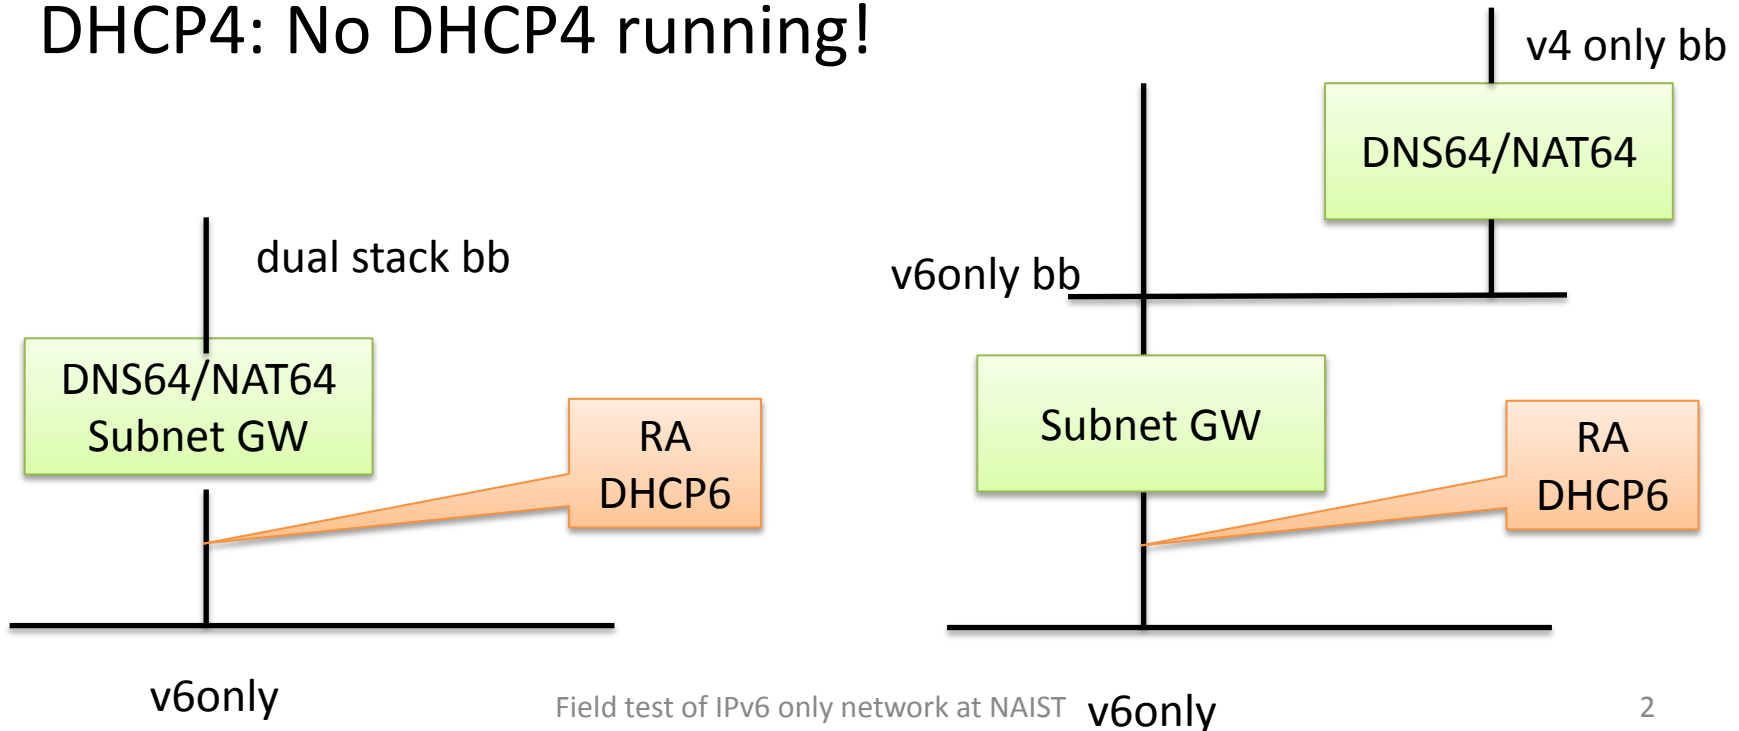 DHCP4: No DHCP4 running!
v4 only bb
DNS64/NAT64
dual stack bb
v6only bb
DNS64/NAT64
Subnet GW
RA
DHCP6
Subnet GW
RA
DHCP6
v6only
Field test of IPv6 only network at NAIST
v6only
2